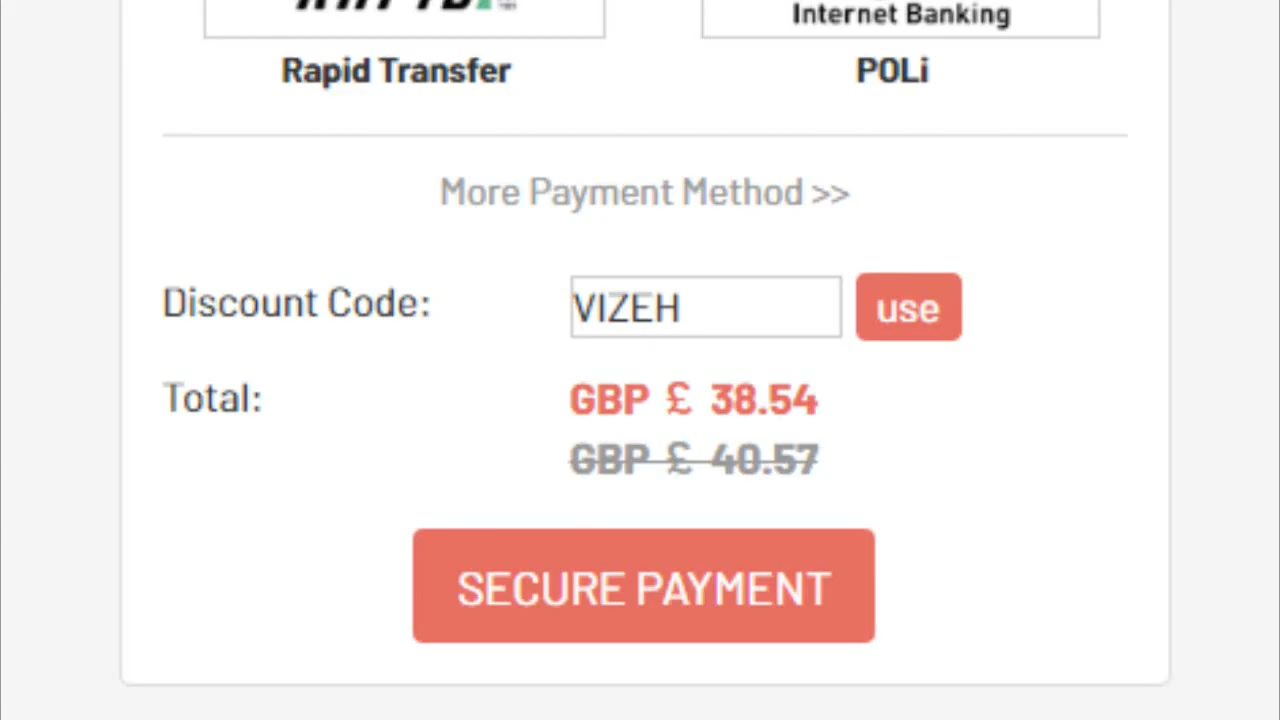 Internet Banking
Rapid Transfer
POLi
More Payment Method >>
Discount Code:
VIZEH
use
Total:
GBP £ 38.54
GBP £ 40.57
SECURE PAYMENT